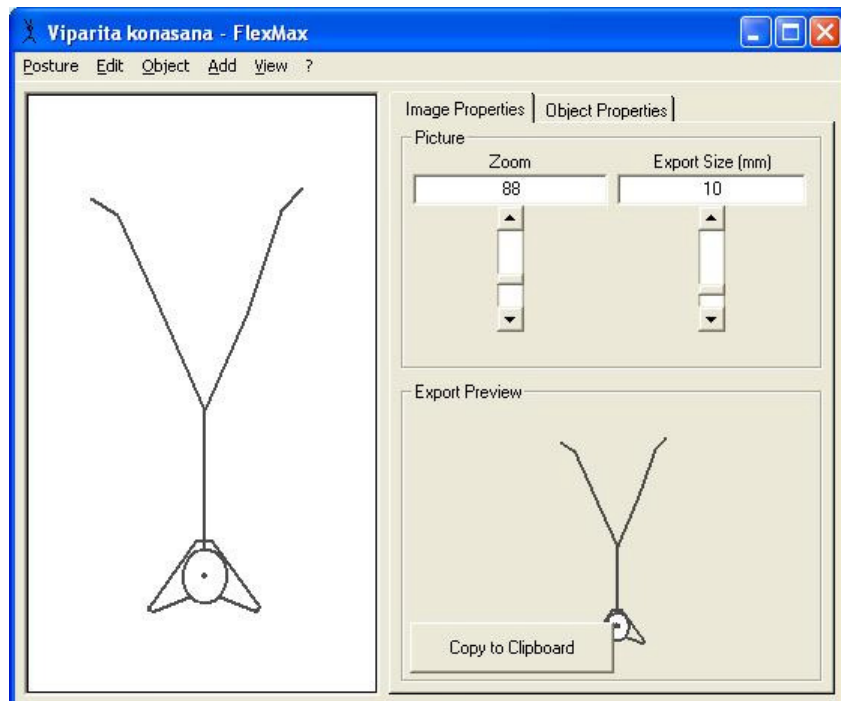 Viparita konasana - FlexMax
Posture Edit Object Add View ?
Image Properties Object Properties
Picture
Zoom Export Size (mm)
88 10
Export Preview
Copy to Clipboard